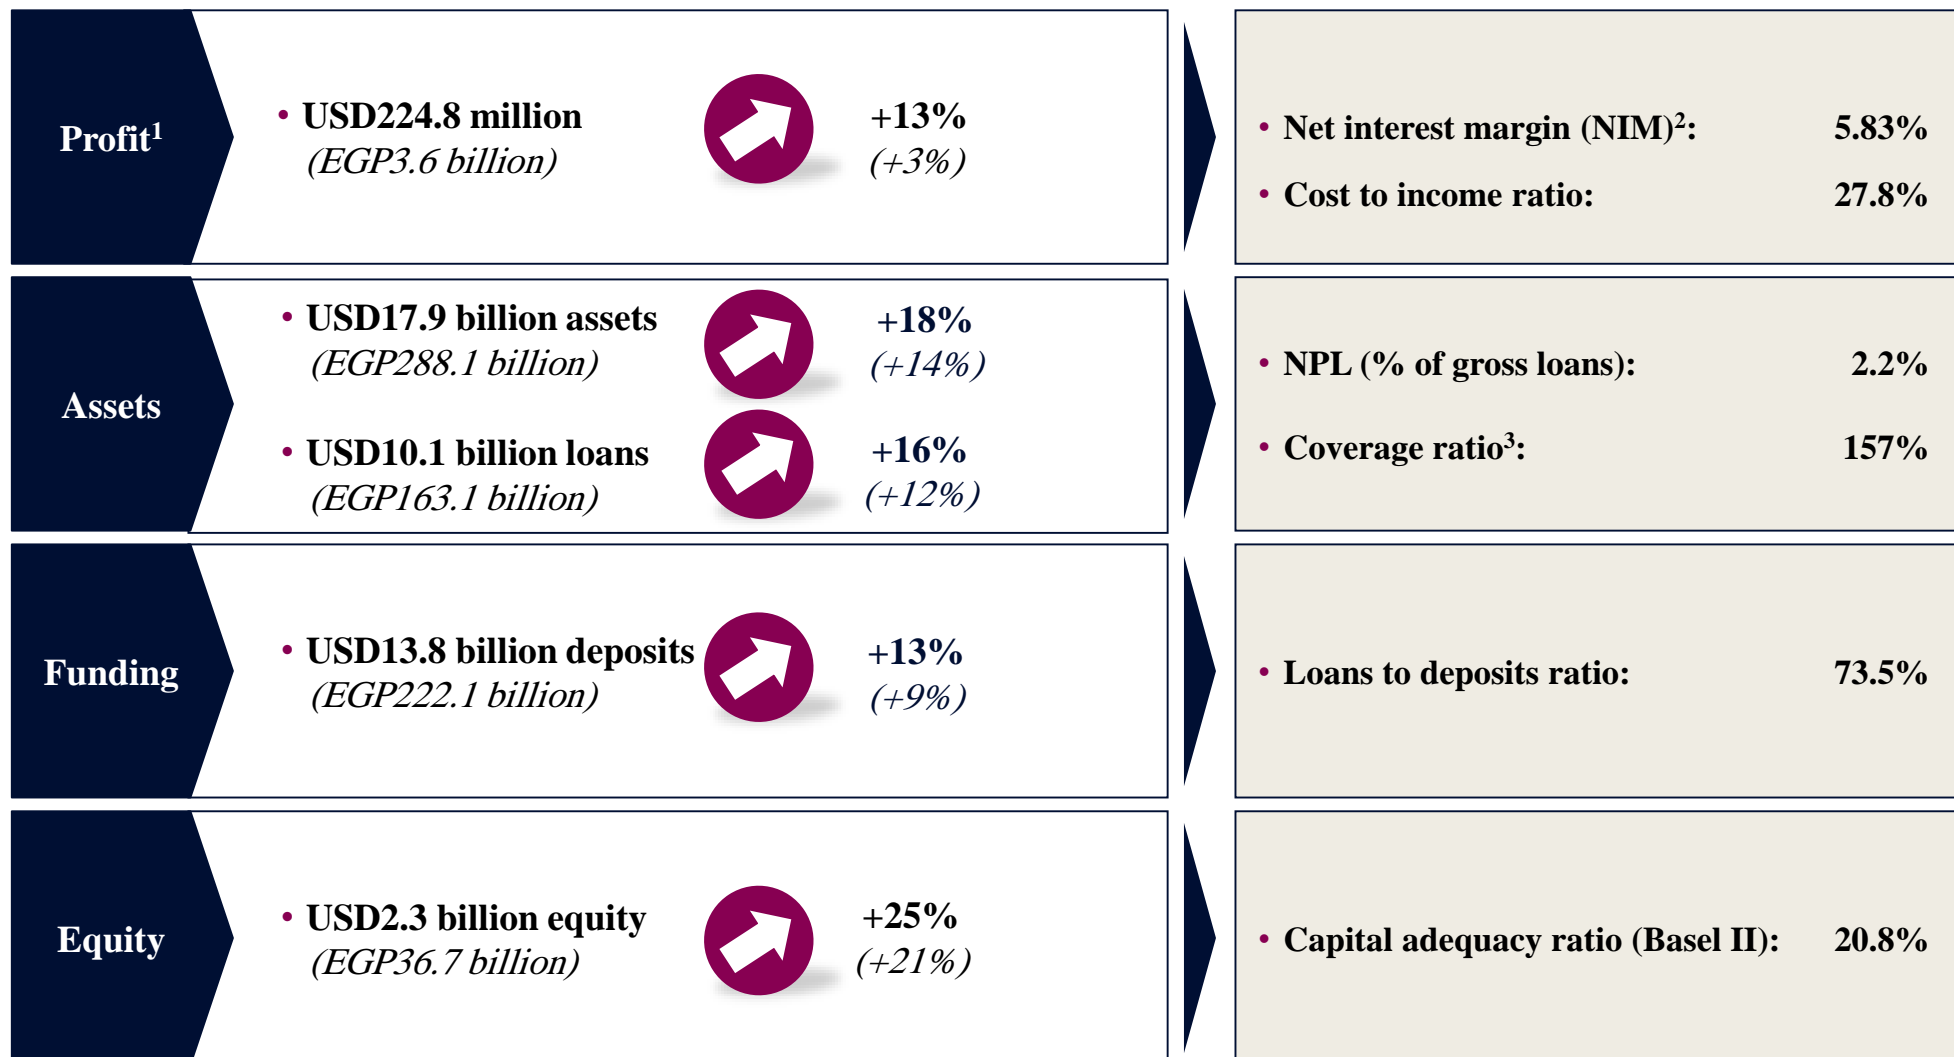 Profit¹
• USD224.8 million
(EGP3.6 billion)
+13%
(+3%)
• Net interest margin (NIM)²: 5.83%
• Cost to income ratio: 27.8%
Assets
• USD17.9 billion assets
(EGP288.1 billion)
+18%
(+14%)
• USD10.1 billion loans
(EGP163.1 billion)
+16%
(+12%)
• NPL (% of gross loans): 2.2%
• Coverage ratio³: 157%
Funding
• USD13.8 billion deposits
(EGP222.1 billion)
+13%
(+9%)
• Loans to deposits ratio: 73.5%
Equity
• USD2.3 billion equity
(EGP36.7 billion)
+25%
(+21%)
• Capital adequacy ratio (Basel II): 20.8%